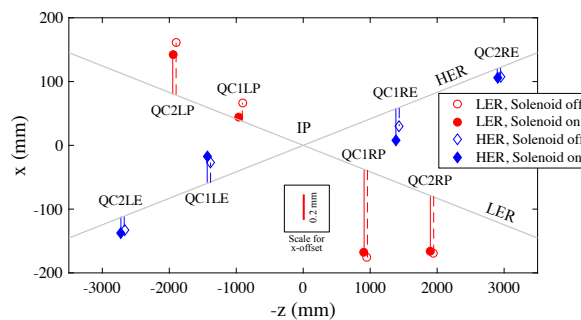 200
100
0
-100
-200
x (mm)
-3000
-2000
-1000
0
1000
2000
3000
-z (mm)
QC2LP
QC1LP
IP
QC1RE
HER
QC2RE
LER, Solenoid off
LER, Solenoid on
HER, Solenoid off
HER, Solenoid on
QC2LE
QC1LE
QC1RP
QC2RP
LER
0.2 mm
Scale for
x-offset